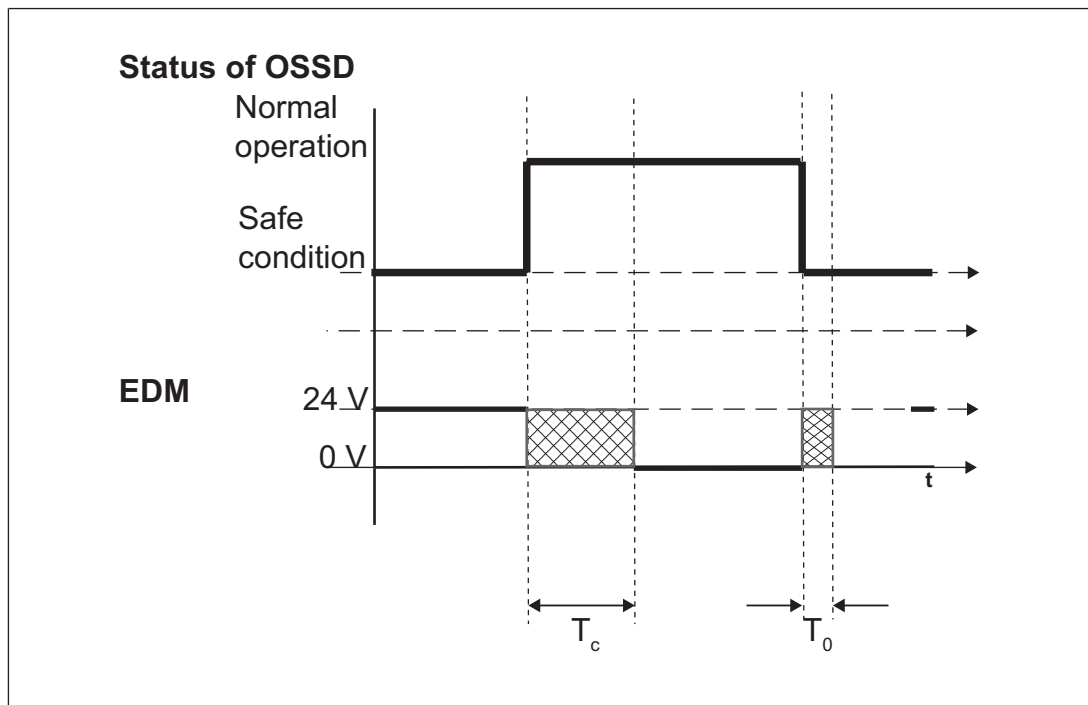 Status of OSSD
Normal
operation
Safe
condition
EDM
24 V
0 V
t
Tc
T0